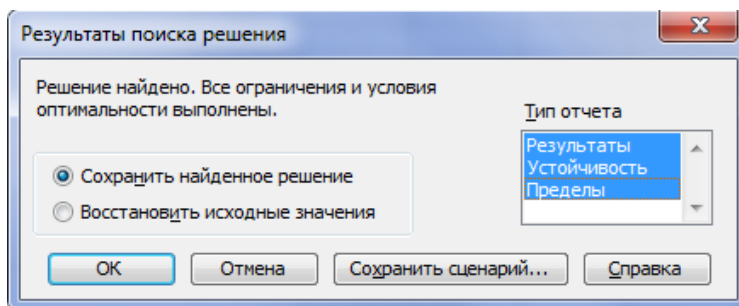 Результаты поиска решения
Решение найдено. Все ограничения и условия
оптимальности выполнены.
Тип отчета
Результаты
Устойчивость
Пределы
Сохранить найденное решение
Восстановить исходные значения
ОК
Отмена
Сохранить сценарий...
Справка